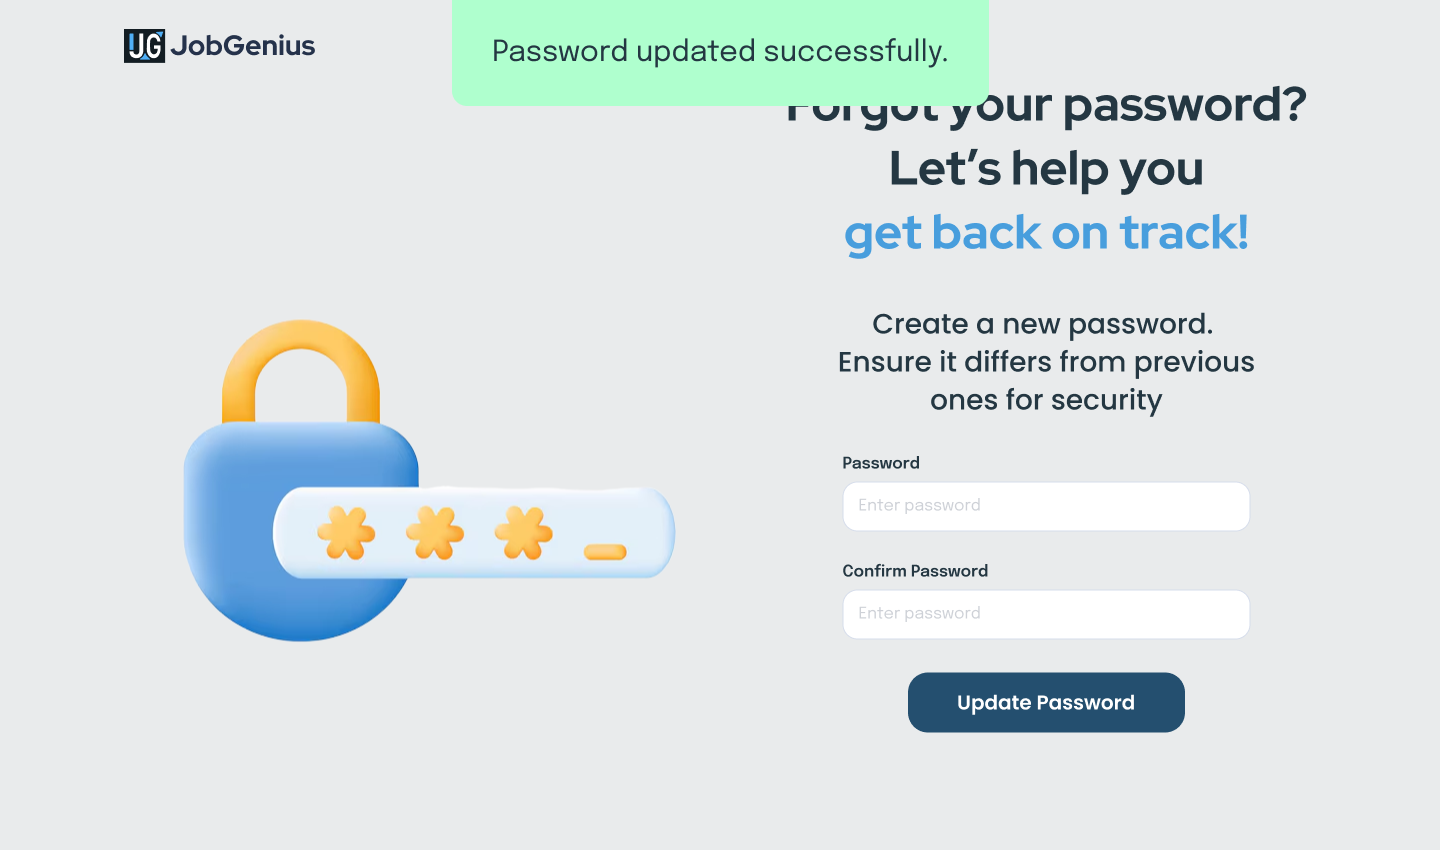 JG JobGenius
Password updated successfully.
Forgot your password?
Let’s help you
get back on track!
Create a new password.
Ensure it differs from previous
ones for security
Password
Enter password
Confirm Password
Enter password
Update Password